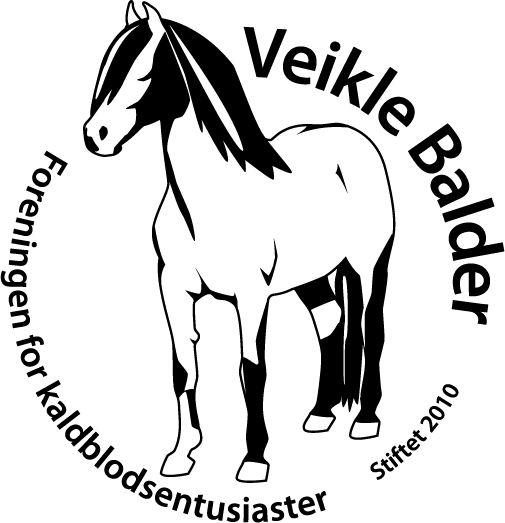 Veikle Balder
Foreningen for kaldblodsentusiaster
Stiftet 2010